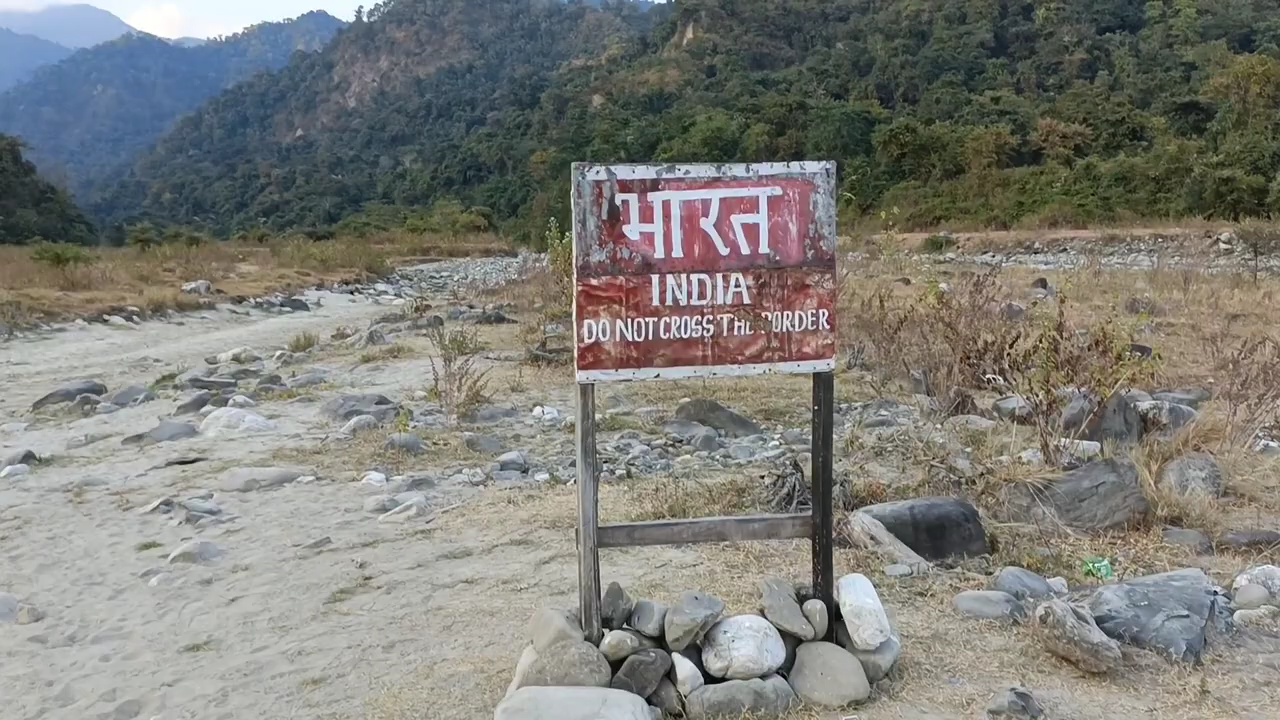 भारत
INDIA
DO NOT CROSS THE BORDER